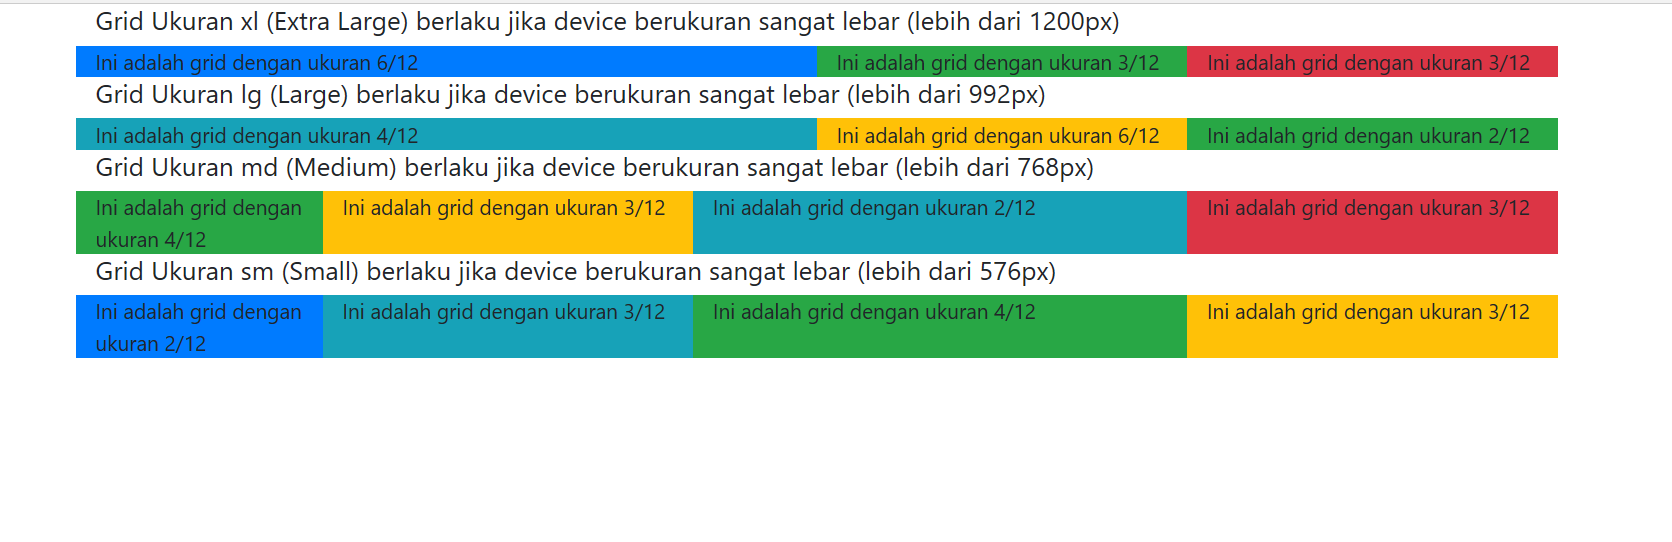 Grid Ukuran xl (Extra Large) berlaku jika device berukuran sangat lebar (lebih dari 1200px)
Ini adalah grid dengan ukuran 6/12 Ini adalah grid dengan ukuran 3/12 Ini adalah grid dengan ukuran 3/12
Grid Ukuran lg (Large) berlaku jika device berukuran sangat lebar (lebih dari 992px)
Ini adalah grid dengan ukuran 4/12 Ini adalah grid dengan ukuran 6/12 Ini adalah grid dengan ukuran 2/12
Grid Ukuran md (Medium) berlaku jika device berukuran sangat lebar (lebih dari 768px)
Ini adalah grid dengan
ukuran 4/12
Ini adalah grid dengan ukuran 3/12
Ini adalah grid dengan ukuran 2/12
Ini adalah grid dengan ukuran 3/12
Grid Ukuran sm (Small) berlaku jika device berukuran sangat lebar (lebih dari 576px)
Ini adalah grid dengan
ukuran 2/12
Ini adalah grid dengan ukuran 3/12
Ini adalah grid dengan ukuran 4/12
Ini adalah grid dengan ukuran 3/12